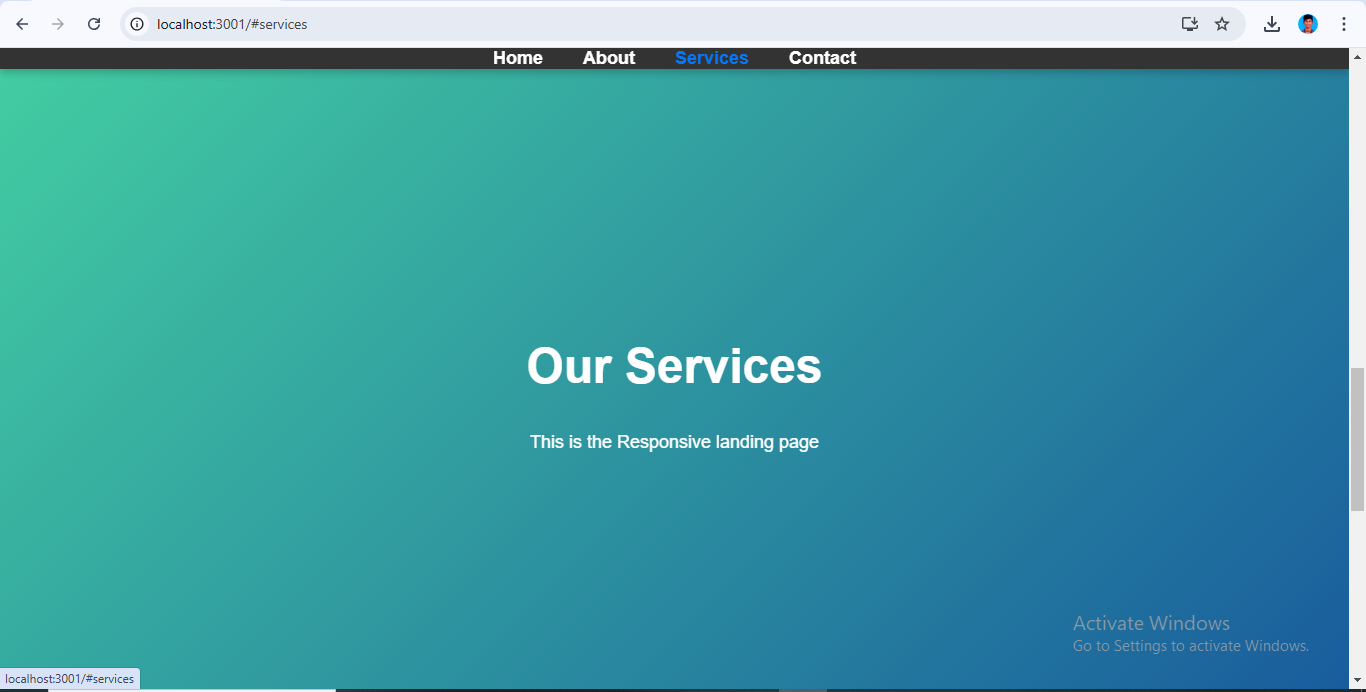 localhost:3001/#services
Home About Services Contact
Our Services
This is the Responsive landing page
Activate Windows
Go to Settings to activate Windows.
localhost:3001/#services